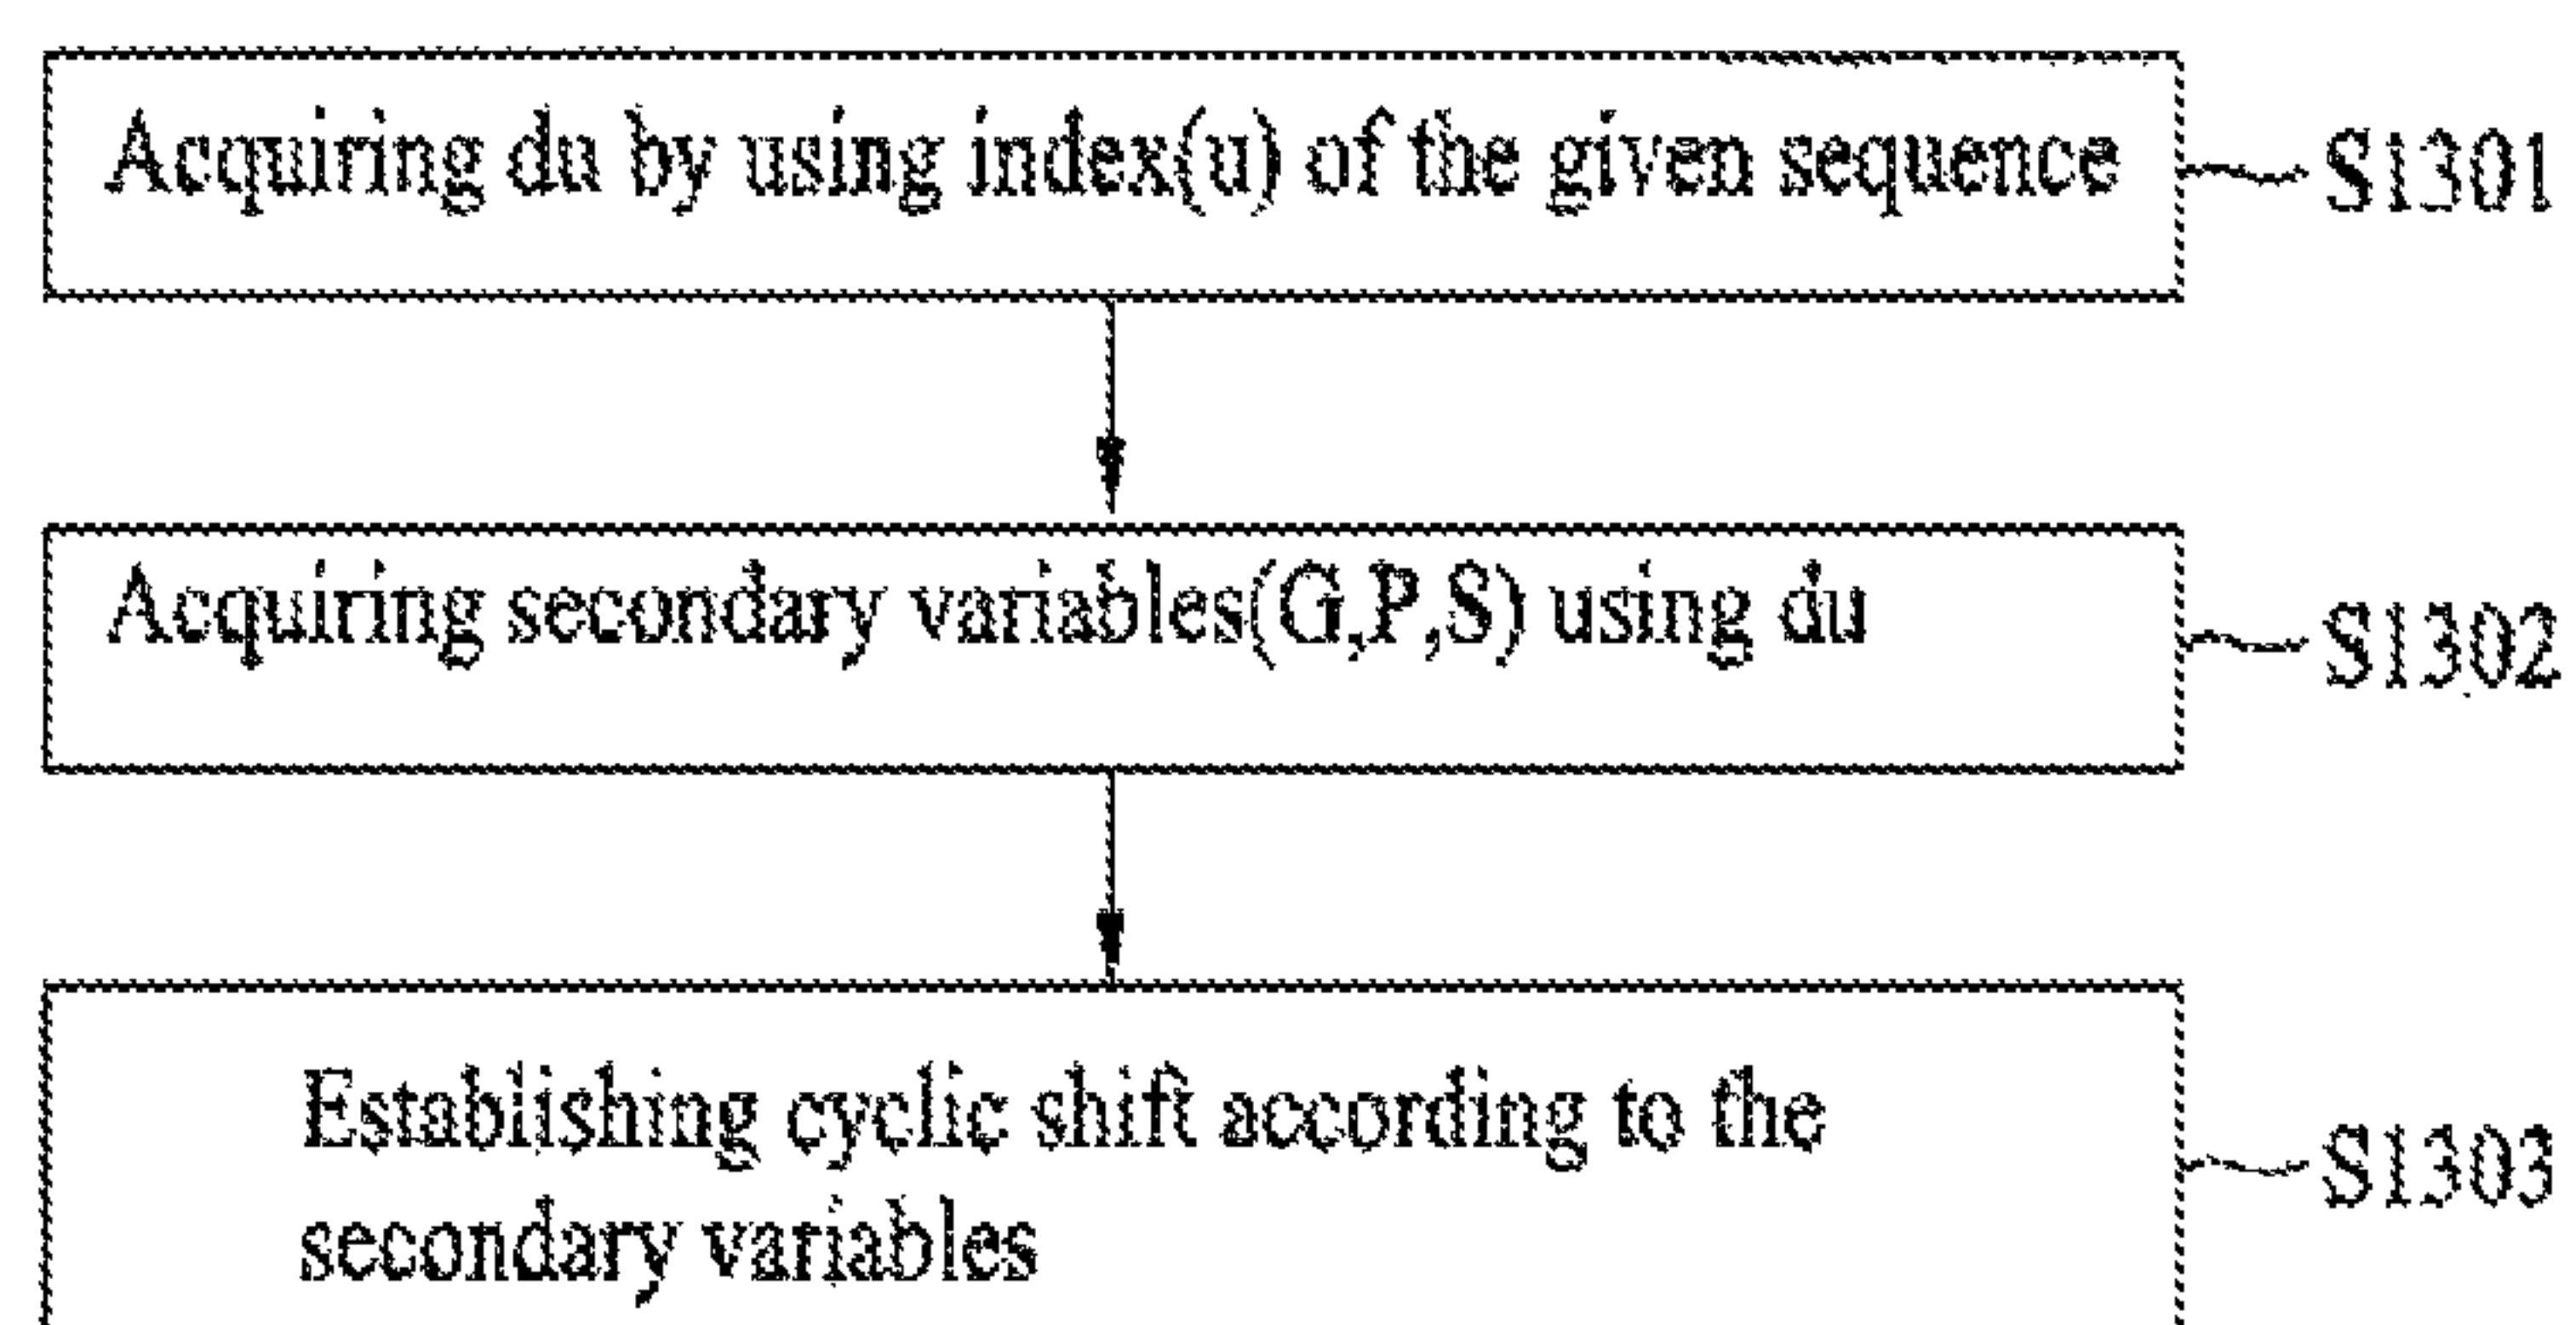 Acquiring du by using index(u) of the given sequence
S1301
Acquiring secondary variables(G,P,S) using du
S1302
Establishing cyclic shift according to the
secondary variables
S1303